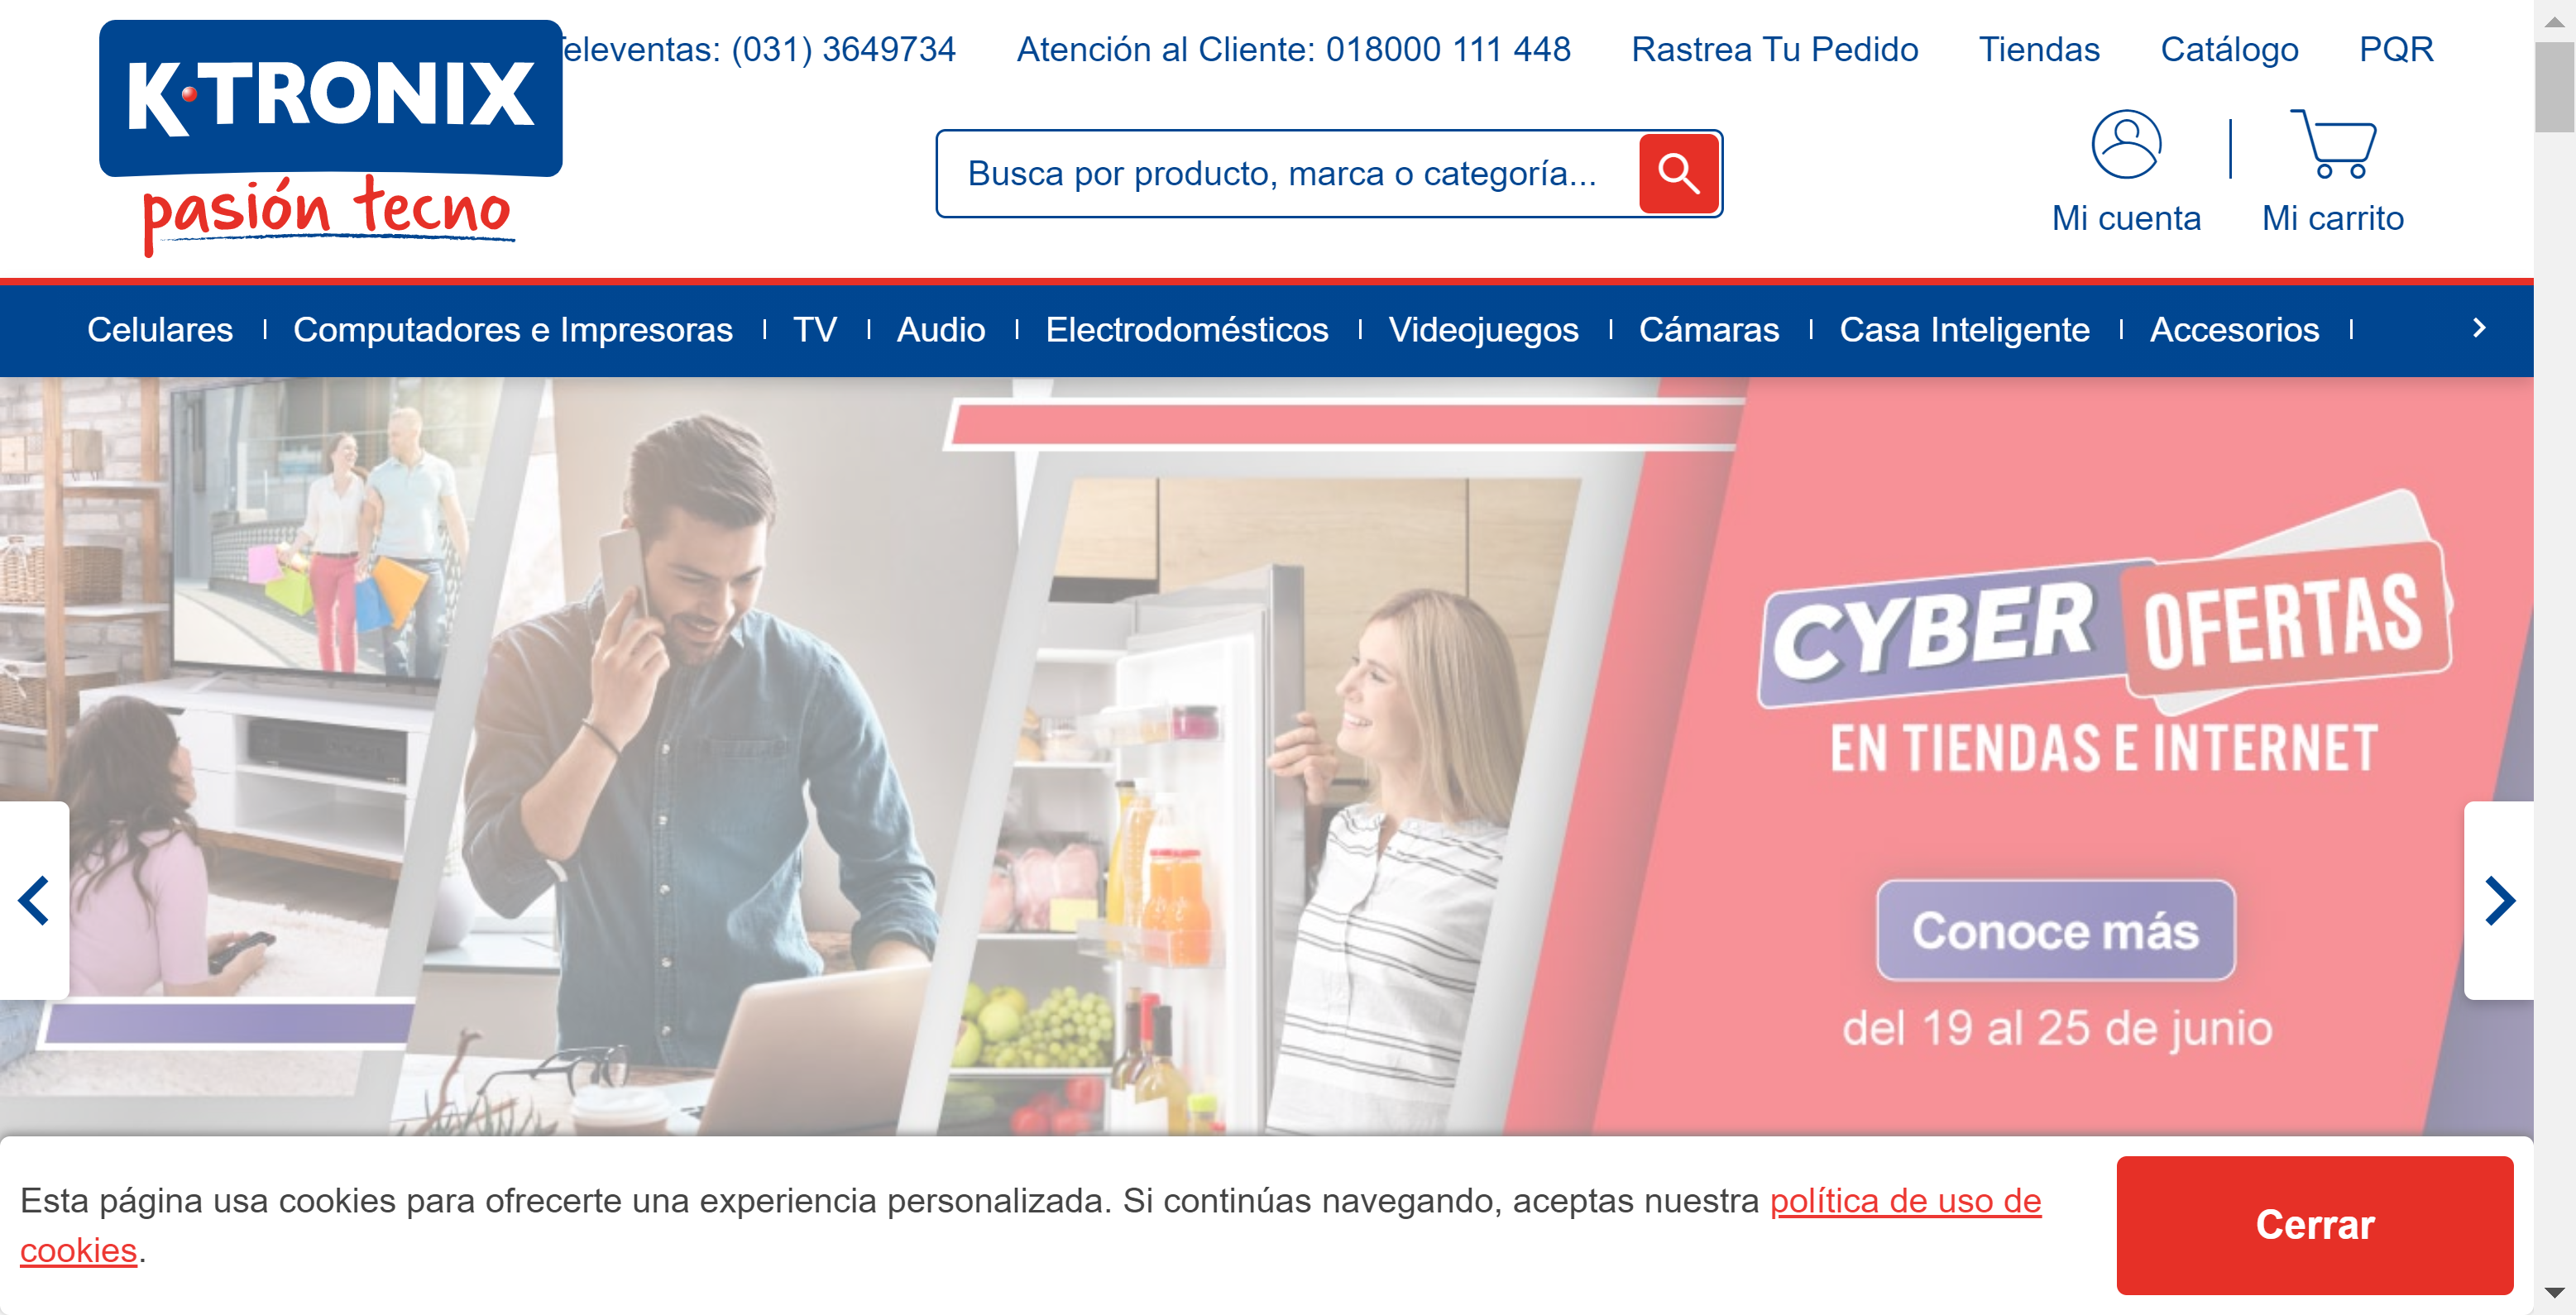 K·TRONIX
pasión tecno
Televentas: (031) 3649734
Atención al Cliente: 018000 111 448
Rastrea Tu Pedido
Tiendas
Catálogo
PQR
Busca por producto, marca o categoría...
Mi cuenta
Mi carrito
Celulares
Computadores e Impresoras
TV
Audio
Electrodomésticos
Videojuegos
Cámaras
Casa Inteligente
Accesorios
CYBER OFERTAS
EN TIENDAS E INTERNET
Conoce más
del 19 al 25 de junio
Esta página usa cookies para ofrecerte una experiencia personalizada. Si continúas navegando, aceptas nuestra política de uso de
cookies.
Cerrar